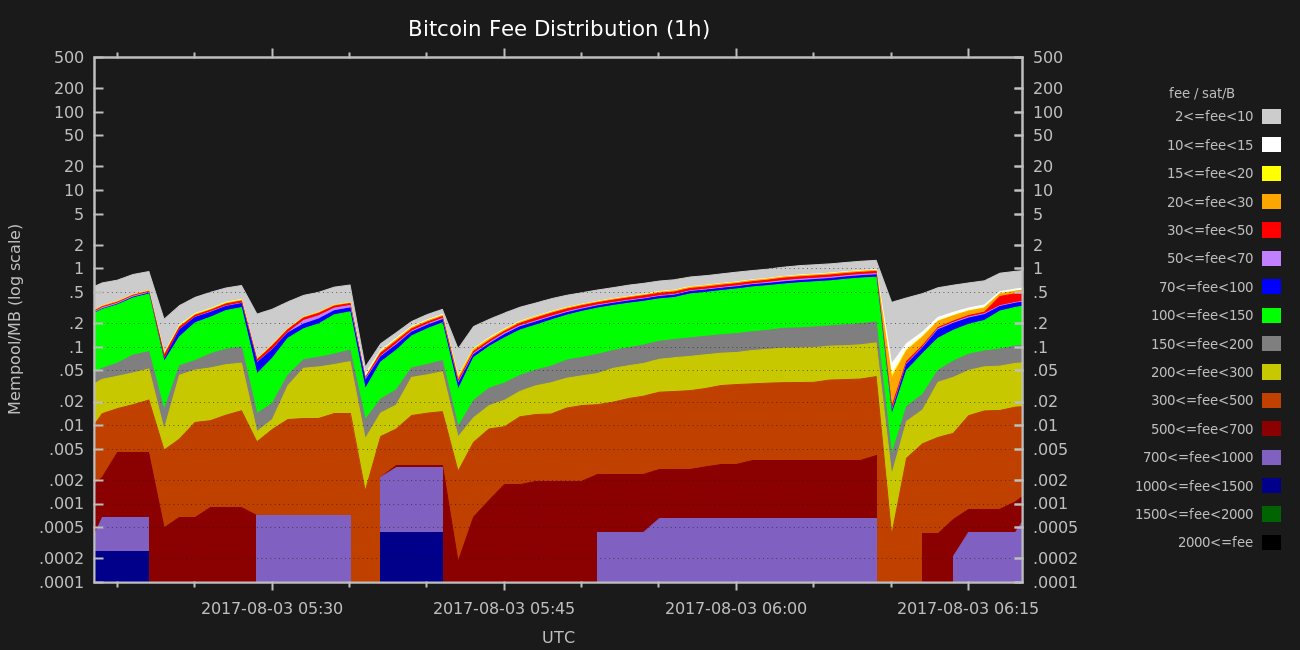 Bitcoin Fee Distribution (1h)
500 500
200 200
100 100
50 50
20 20
10 10
5 5
2 2
1 1
.5 .5
.2 .2
.1 .1
.05 .05
.02 .02
.01 .01
.005 .005
.002 .002
.001 .001
.0005 .0005
.0002 .0002
.0001 .0001
Mempool/MB (log scale)
2017-08-03 05:30 2017-08-03 05:45 2017-08-03 06:00 2017-08-03 06:15
UTC
fee / sat/B
2<=fee<10
10<=fee<15
15<=fee<20
20<=fee<30
30<=fee<50
50<=fee<70
70<=fee<100
100<=fee<150
150<=fee<200
200<=fee<300
300<=fee<500
500<=fee<700
700<=fee<1000
1000<=fee<1500
1500<=fee<2000
2000<=fee